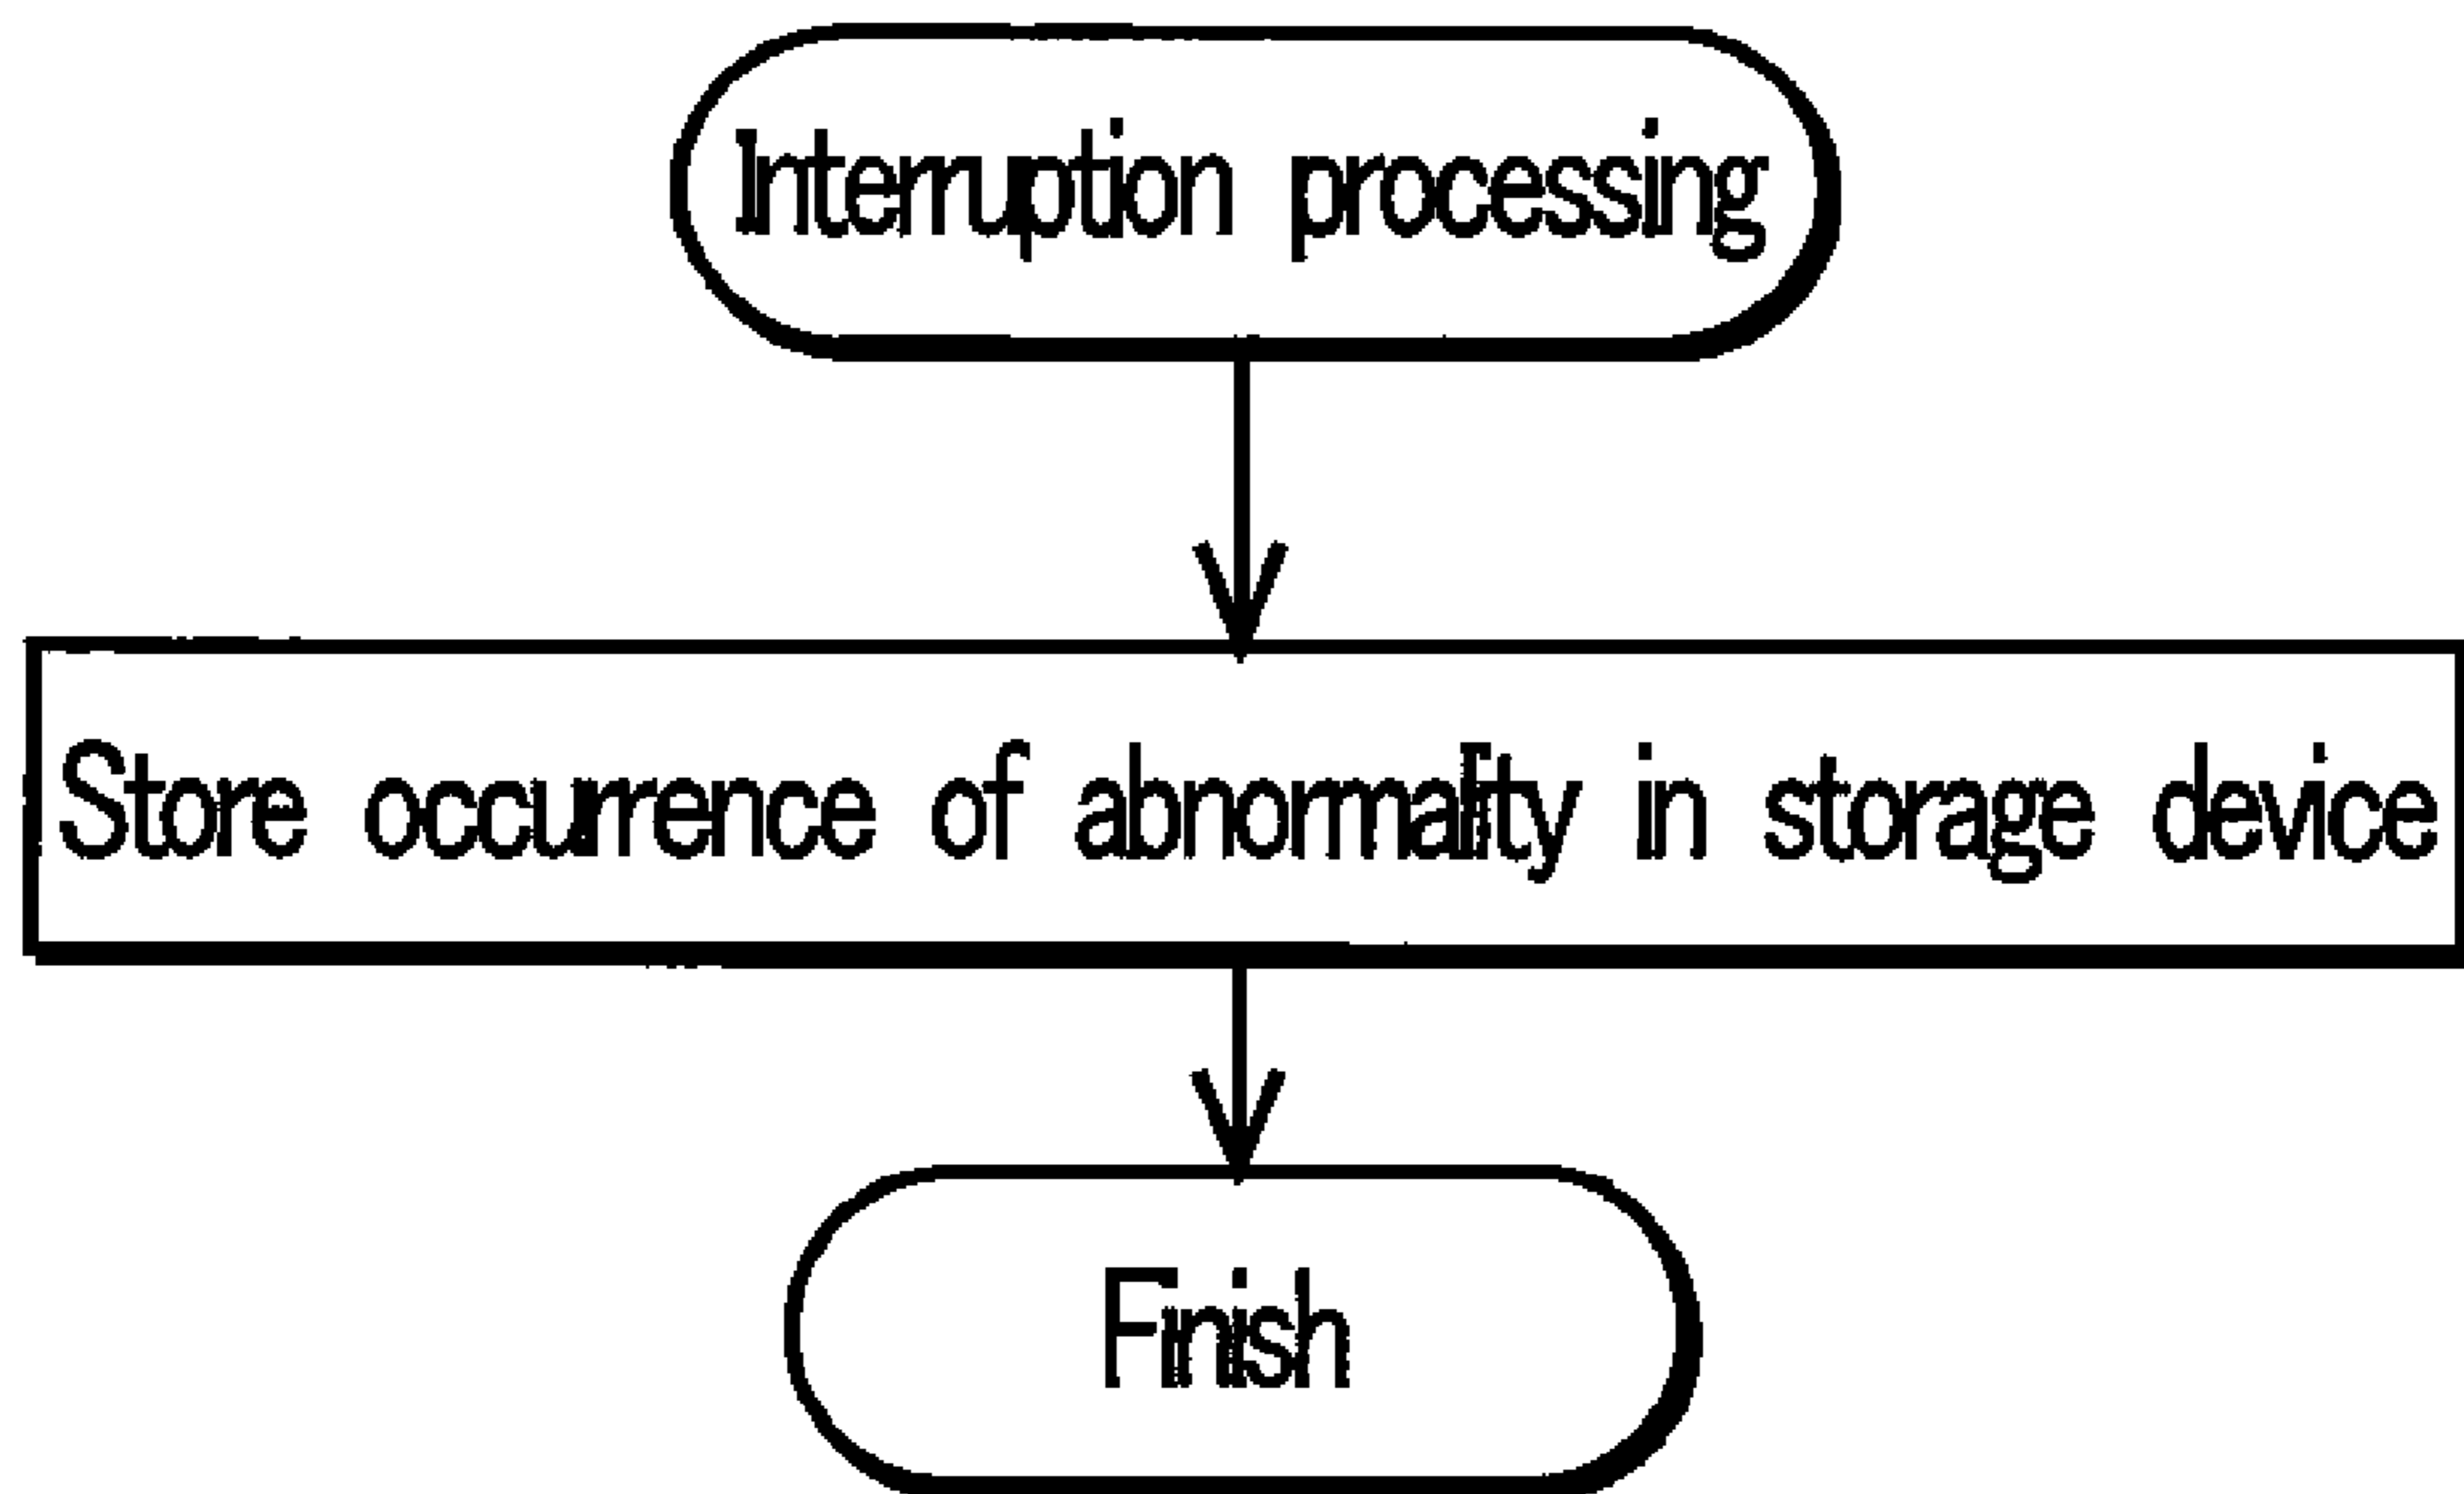 Interruption processing
Store occurrence of abnormality in storage device
Finish